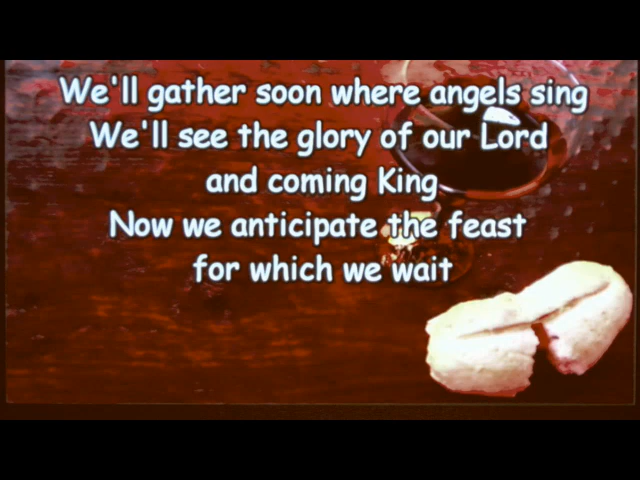 We'll gather soon where angels sing
We'll see the glory of our Lord
and coming King
Now we anticipate the feast
for which we wait